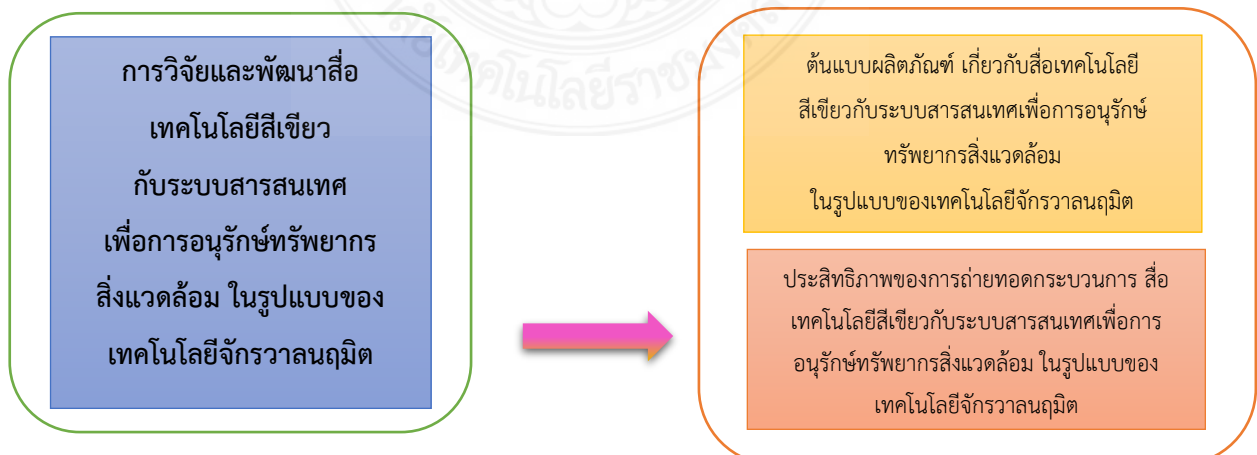 การวิจัยและพัฒนาสื่อ
เทคโนโลยีสีเขียว
กับระบบสารสนเทศ
เพื่อการอนุรักษ์ทรัพยากร
สิ่งแวดล้อม ในรูปแบบของ
เทคโนโลยีจักรวาลนฤมิต
ต้นแบบผลิตภัณฑ์ เกี่ยวกับสื่อเทคโนโลยี
สีเขียวกับระบบสารสนเทศเพื่อการอนุรักษ์
ทรัพยากรสิ่งแวดล้อม
ในรูปแบบของเทคโนโลยีจักรวาลนฤมิต
ประสิทธิภาพของการถ่ายทอดกระบวนการ สื่อ
เทคโนโลยีสีเขียวกับระบบสารสนเทศเพื่อการ
อนุรักษ์ทรัพยากรสิ่งแวดล้อม ในรูปแบบของ
เทคโนโลยีจักรวาลนฤมิต